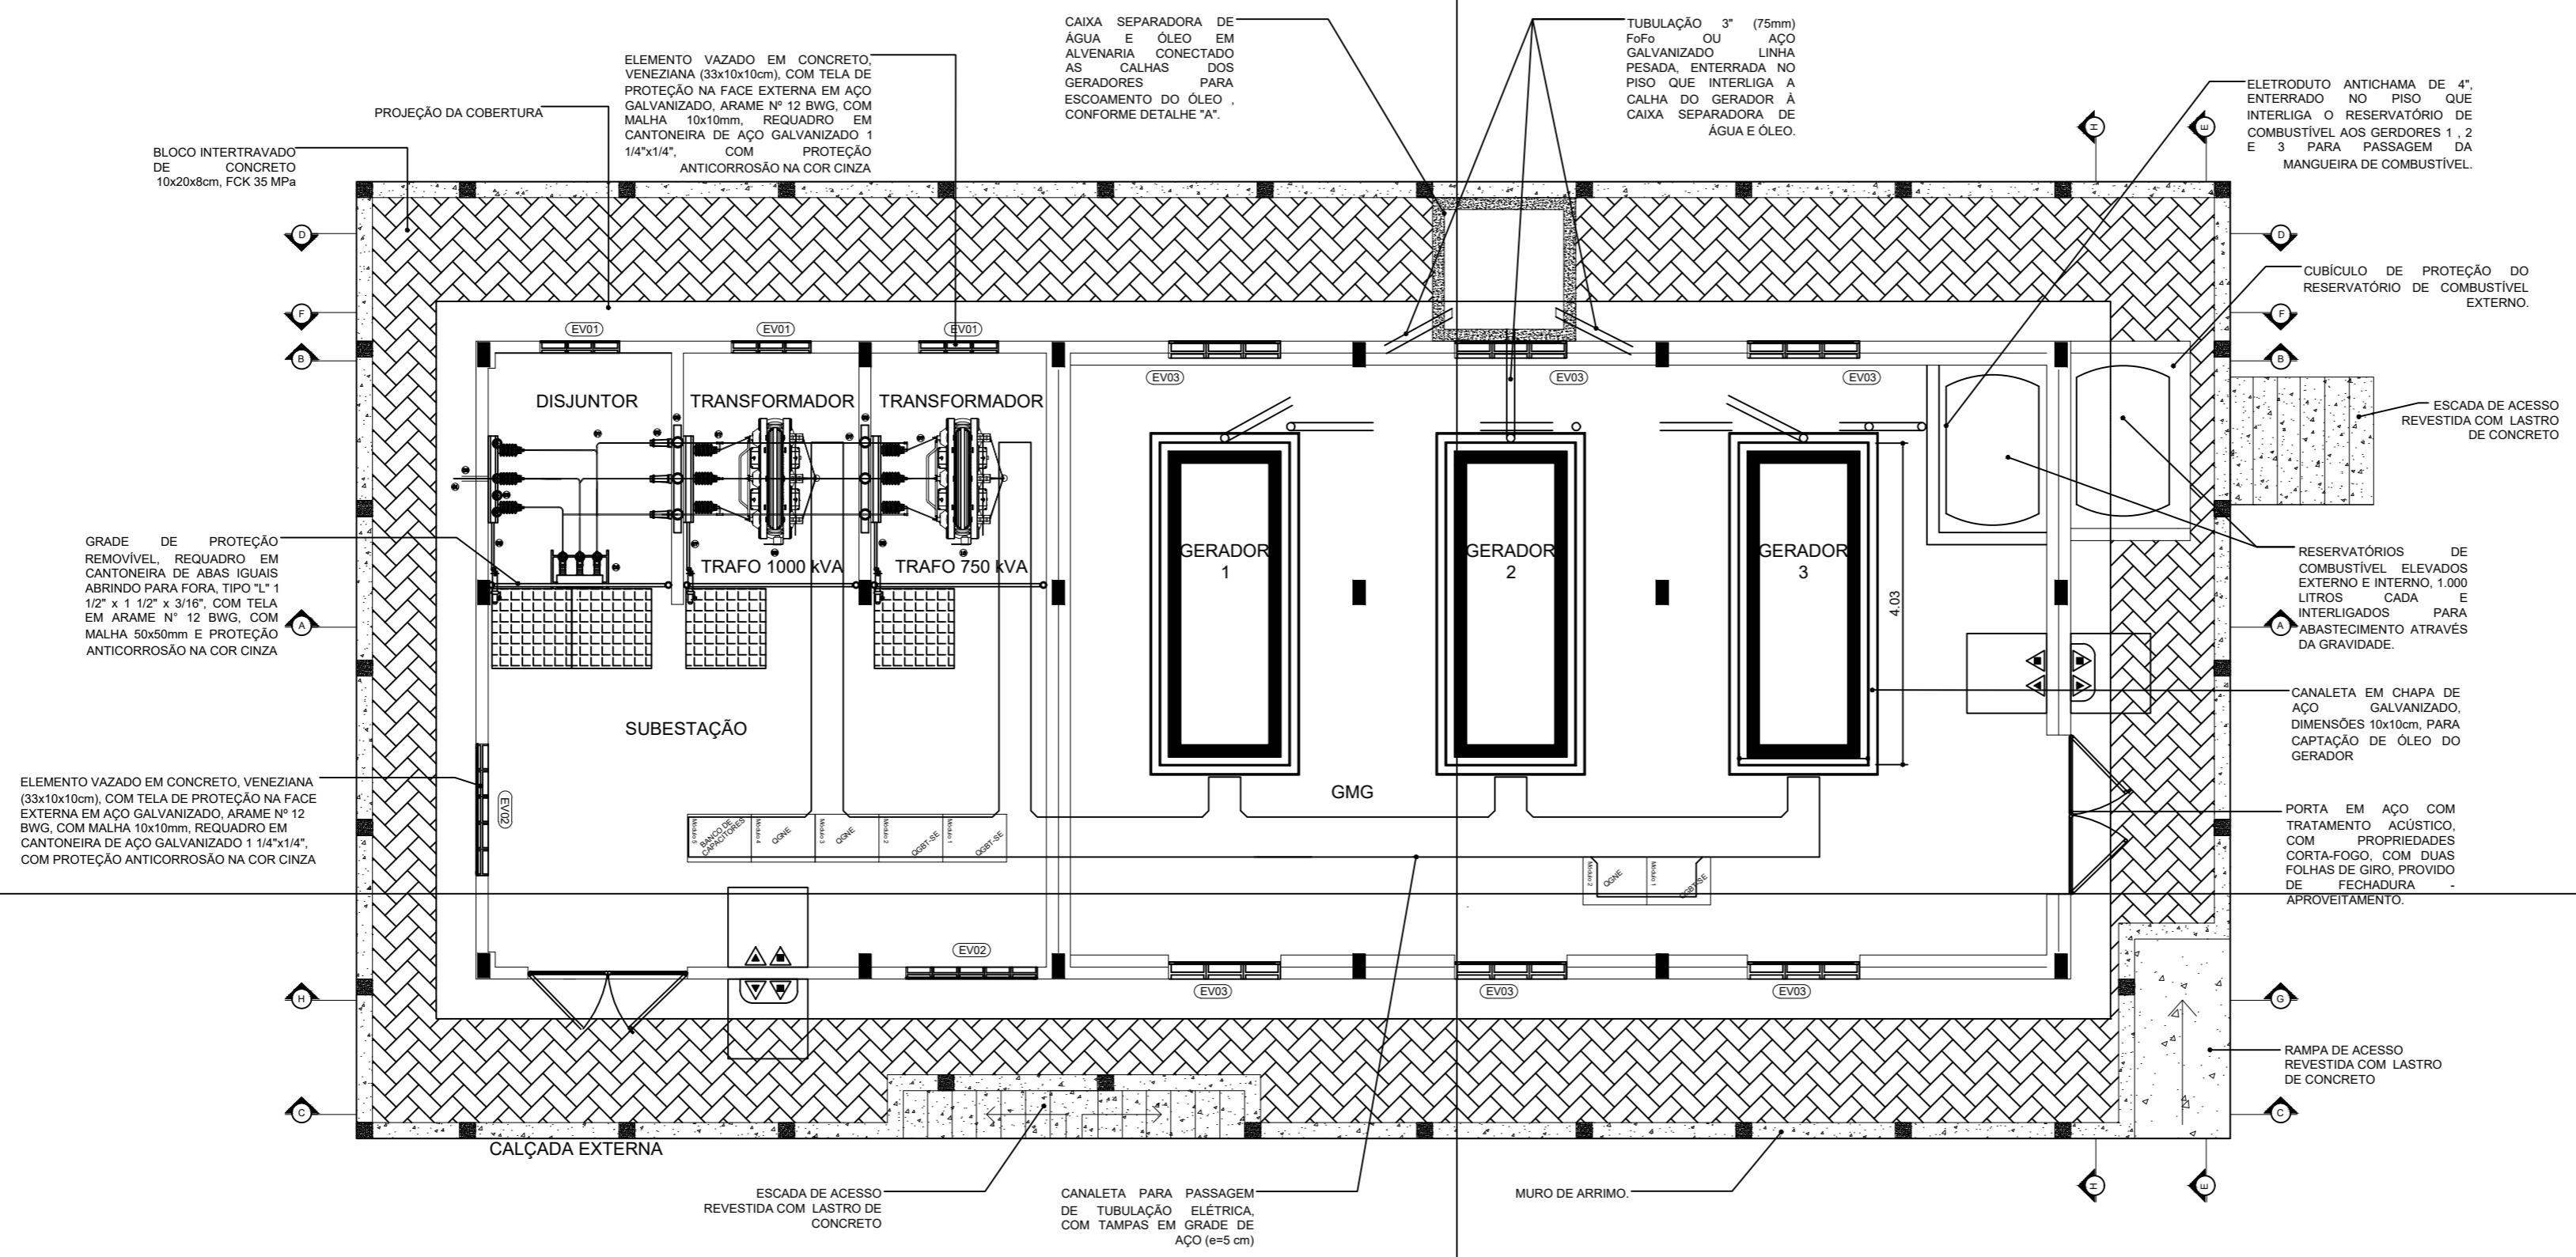 CAIXA SEPARADORA DE
ÁGUA E ÓLEO EM
ALVENARIA CONECTADO
AS CALHAS DOS
GERADORES PARA
ESCOAMENTO DO ÓLEO ,
CONFORME DETALHE "A".
TUBULAÇÃO 3" (75mm)
FoFo OU AÇO
GALVANIZADO LINHA
PESADA, ENTERRADA NO
PISO QUE INTERLIGA A
CALHA DO GERADOR À
CAIXA SEPARADORA DE
ÁGUA E ÓLEO.
ELEMENTO VAZADO EM CONCRETO,
VENEZIANA (33x10x10cm), COM TELA DE
PROTEÇÃO NA FACE EXTERNA EM AÇO
GALVANIZADO, ARAME Nº 12 BWG, COM
MALHA 10x10mm, REQUADRO EM
CANTONEIRA DE AÇO GALVANIZADO 1
1/4"x1/4", COM PROTEÇÃO
ANTICORROSÃO NA COR CINZA
ELETRODUTO ANTICHAMA DE 4",
ENTERRADO NO PISO QUE
INTERLIGA O RESERVATÓRIO DE
COMBUSTÍVEL AOS GERDORES 1 , 2
E 3 PARA PASSAGEM DA
MANGUEIRA DE COMBUSTÍVEL.
PROJEÇÃO DA COBERTURA
BLOCO INTERTRAVADO
DE CONCRETO
10x20x8cm, FCK 35 MPa
H
E
D
D
CUBÍCULO DE PROTEÇÃO DO
RESERVATÓRIO DE COMBUSTÍVEL
EXTERNO.
F
F
EV01
EV01
EV01
B
B
EV03
EV03
EV03
DISJUNTOR
TRANSFORMADOR
TRANSFORMADOR
ESCADA DE ACESSO
REVESTIDA COM LASTRO
DE CONCRETO
GRADE DE PROTEÇÃO
REMOVÍVEL, REQUADRO EM
CANTONEIRA DE ABAS IGUAIS
ABRINDO PARA FORA, TIPO "L" 1
1/2" x 1 1/2" x 3/16", COM TELA
EM ARAME N° 12 BWG, COM
MALHA 50x50mm E PROTEÇÃO
ANTICORROSÃO NA COR CINZA
TRAFO 1000 kVA
TRAFO 750 kVA
GERADOR
1
GERADOR
2
GERADOR
3
4.03
RESERVATÓRIOS DE
COMBUSTÍVEL ELEVADOS
EXTERNO E INTERNO, 1.000
LITROS CADA E
INTERLIGADOS PARA
ABASTECIMENTO ATRAVÉS
DA GRAVIDADE.
A
A
SUBESTAÇÃO
CANALETA EM CHAPA DE
AÇO GALVANIZADO,
DIMENSÕES 10x10cm, PARA
CAPTAÇÃO DE ÓLEO DO
GERADOR
ELEMENTO VAZADO EM CONCRETO, VENEZIANA
(33x10x10cm), COM TELA DE PROTEÇÃO NA FACE
EXTERNA EM AÇO GALVANIZADO, ARAME Nº 12
BWG, COM MALHA 10x10mm, REQUADRO EM
CANTONEIRA DE AÇO GALVANIZADO 1 1/4"x1/4",
COM PROTEÇÃO ANTICORROSÃO NA COR CINZA
EV02
GMG
Módulo 5
BANCO DE
CAPACITORES
Módulo 4
QGNE
Módulo 3
QGNE
Módulo 2
QGBT-SE
Módulo 1
QGBT-SE
PORTA EM AÇO COM
TRATAMENTO ACÚSTICO,
COM PROPRIEDADES
CORTA-FOGO, COM DUAS
FOLHAS DE GIRO, PROVIDO
DE FECHADURA -
APROVEITAMENTO.
Módulo 2
QGNE
Módulo 1
QGBT-SE
EV02
EV03
EV03
EV03
H
G
RAMPA DE ACESSO
REVESTIDA COM LASTRO
DE CONCRETO
C
C
CALÇADA EXTERNA
H
E
ESCADA DE ACESSO
REVESTIDA COM LASTRO DE
CONCRETO
CANALETA PARA PASSAGEM
DE TUBULAÇÃO ELÉTRICA,
COM TAMPAS EM GRADE DE
AÇO (e=5 cm)
MURO DE ARRIMO.